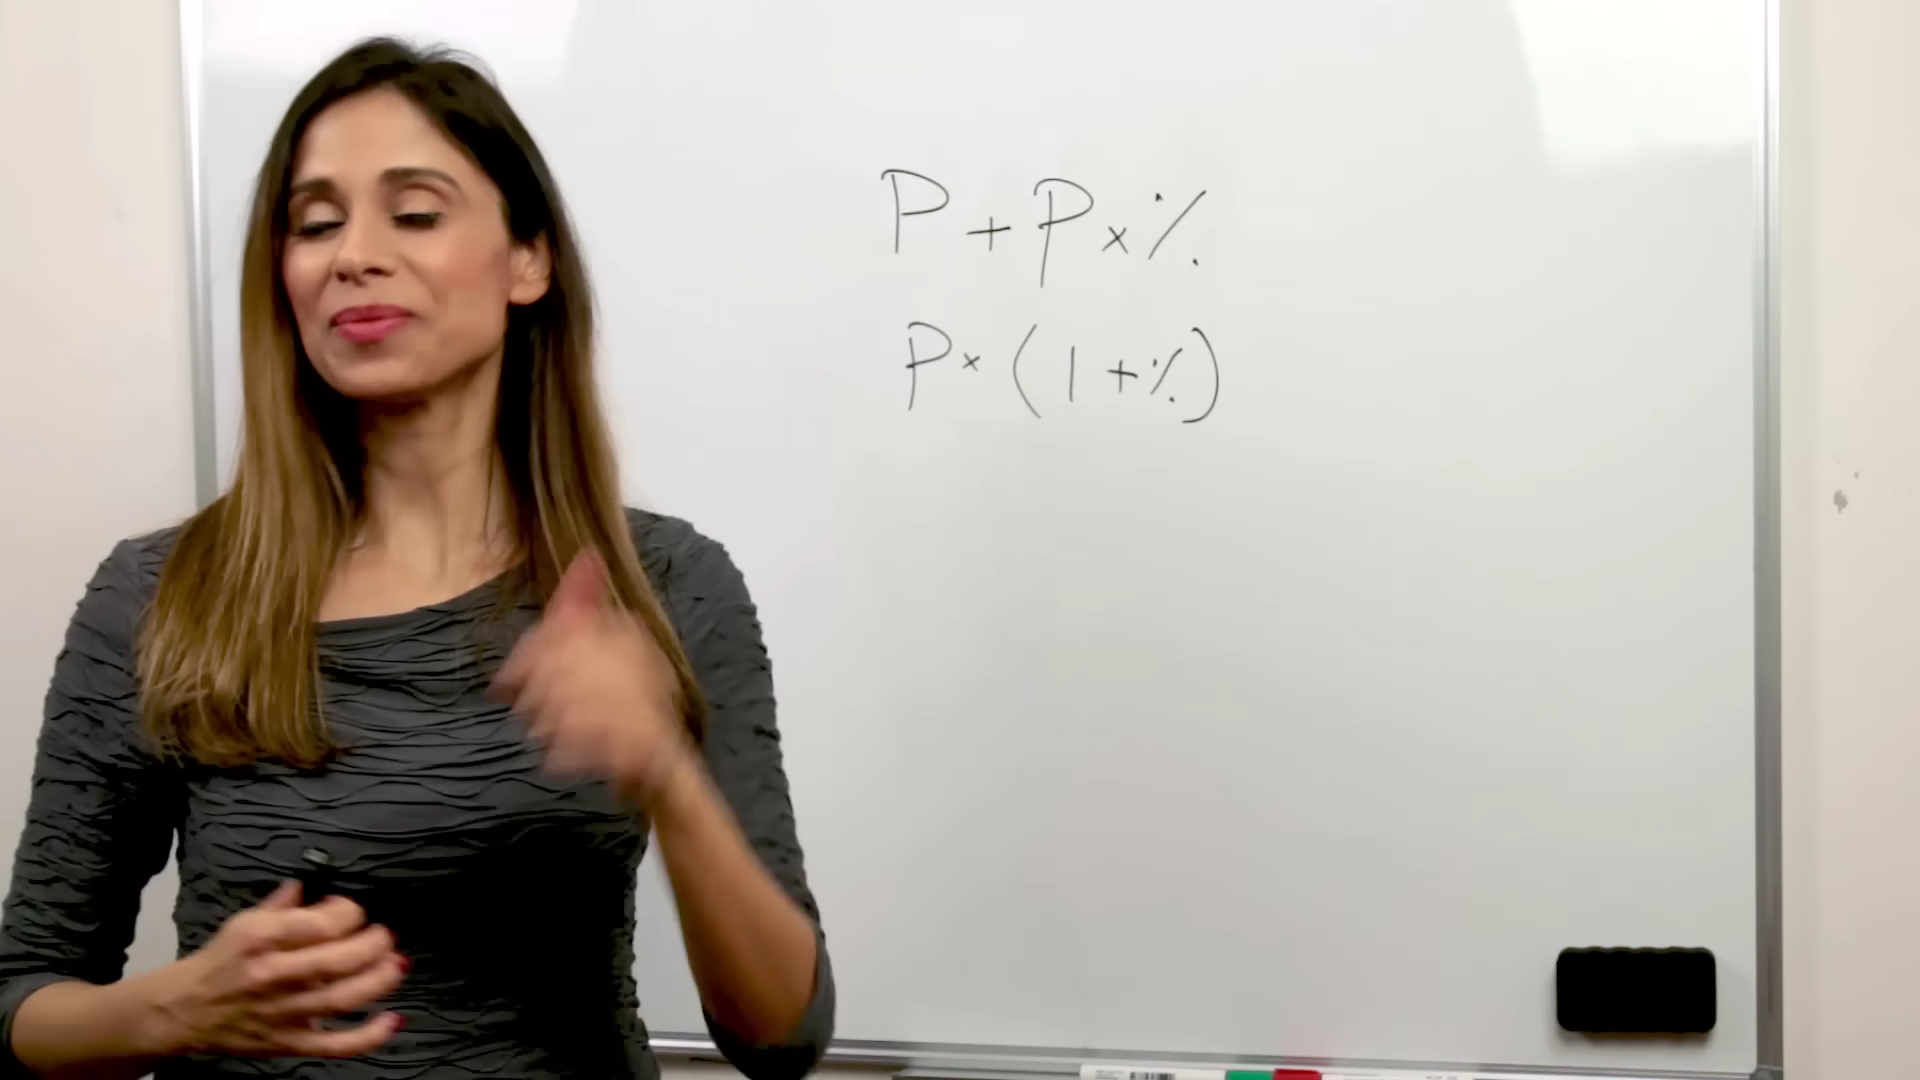 P + P x %
P x (1 + %)